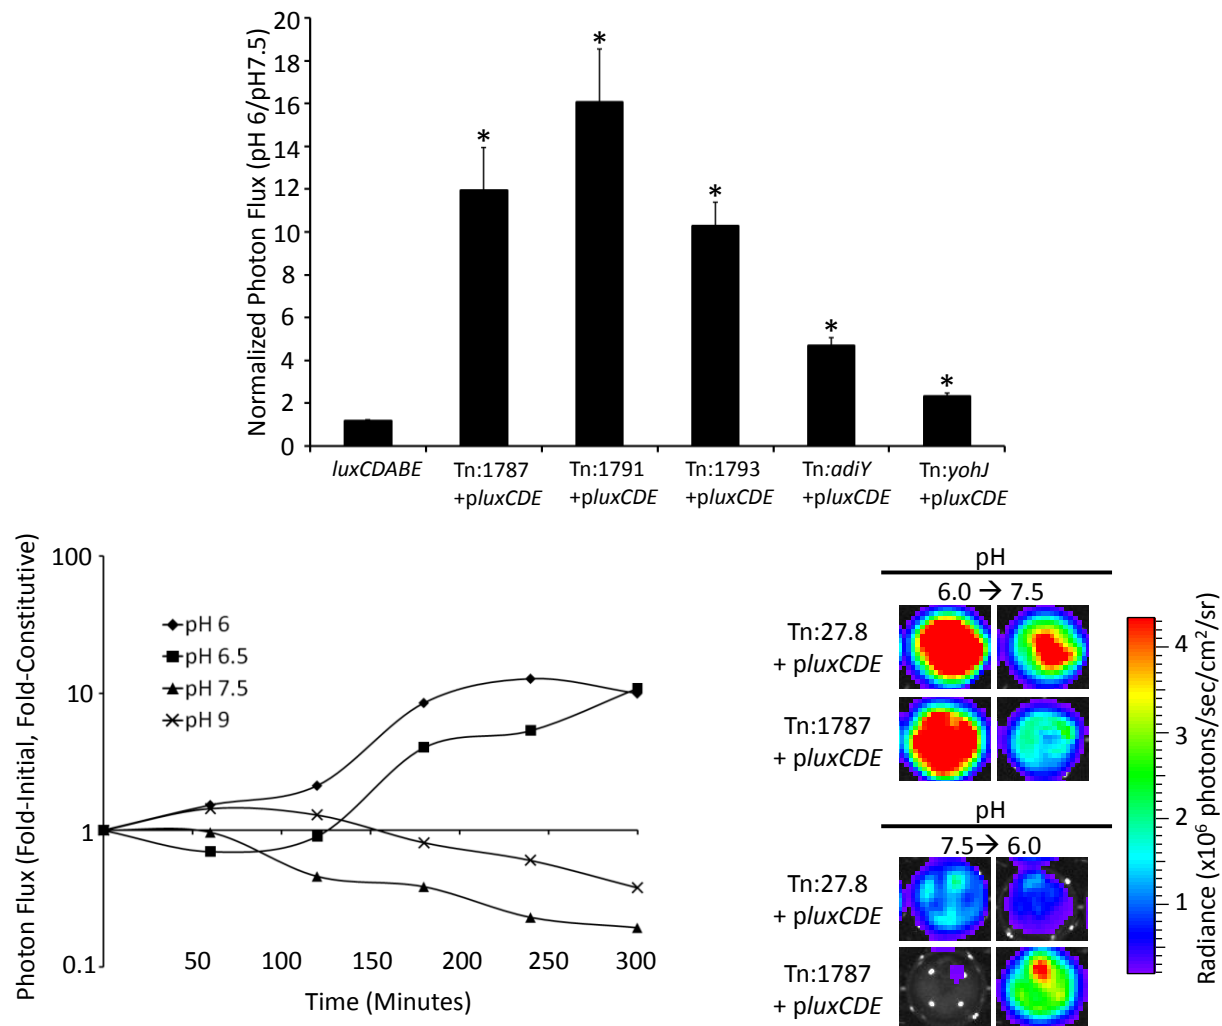 Normalized Photon Flux (pH 6/pH7.5)
20
18
16
14
12
10
8
6
4
2
0
*
*
*
*
*
luxCDABE
Tn:1787
+pluxCDE
Tn:1791
+pluxCDE
Tn:1793
+pluxCDE
Tn:adiY
+pluxCDE
Tn:yohJ
+pluxCDE
Photon Flux (Fold-Initial, Fold-Constitutive)
100
10
1
0.1
pH 6
pH 6.5
pH 7.5
pH 9
50
100
150
200
250
300
Time (Minutes)
pH
6.0 → 7.5
Tn:27.8
+ pluxCDE
Tn:1787
+ pluxCDE
pH
7.5→ 6.0
Tn:27.8
+ pluxCDE
Tn:1787
+ pluxCDE
4
3
2
1
Radiance (x10⁶ photons/sec/cm²/sr)